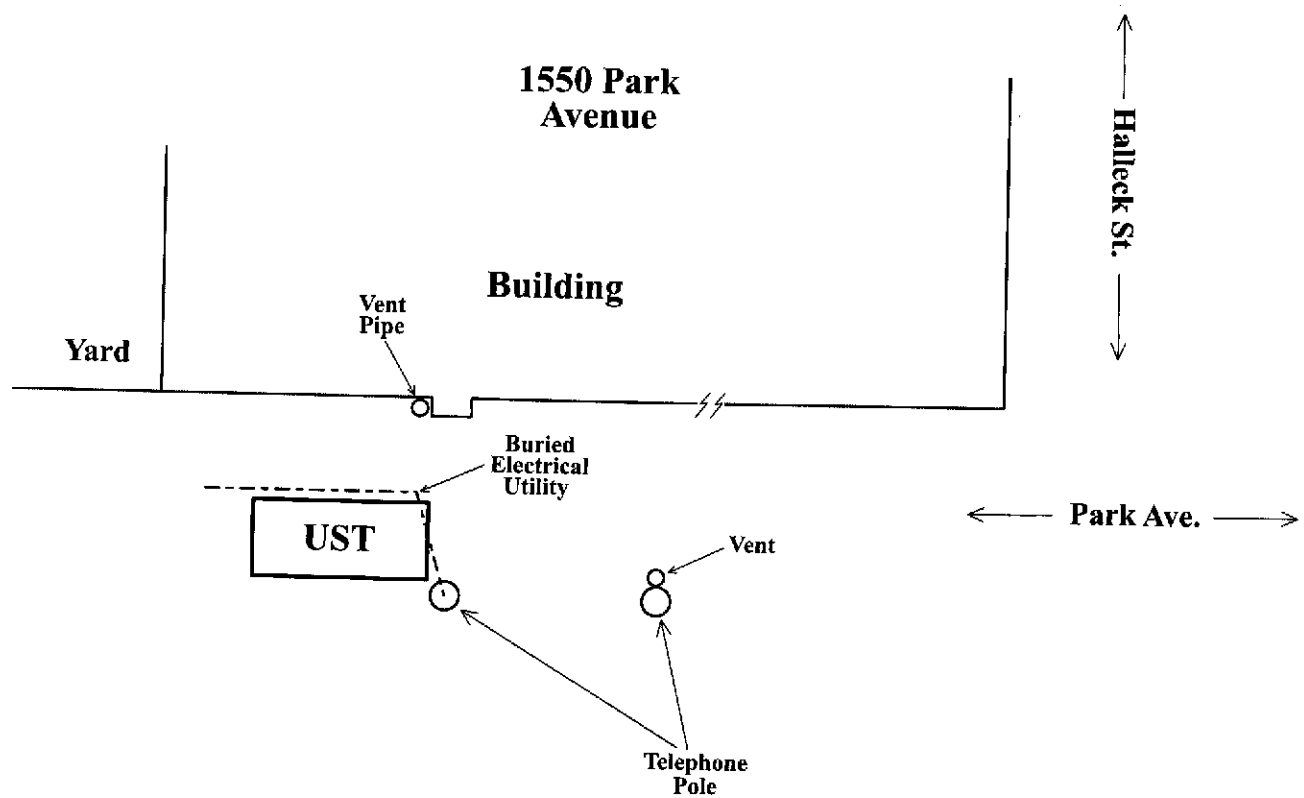 1550 Park
Avenue
Halleck St.
Building
Vent
Pipe
Yard
Buried
Electrical
Utility
UST
Park Ave.
Vent
Telephone
Pole